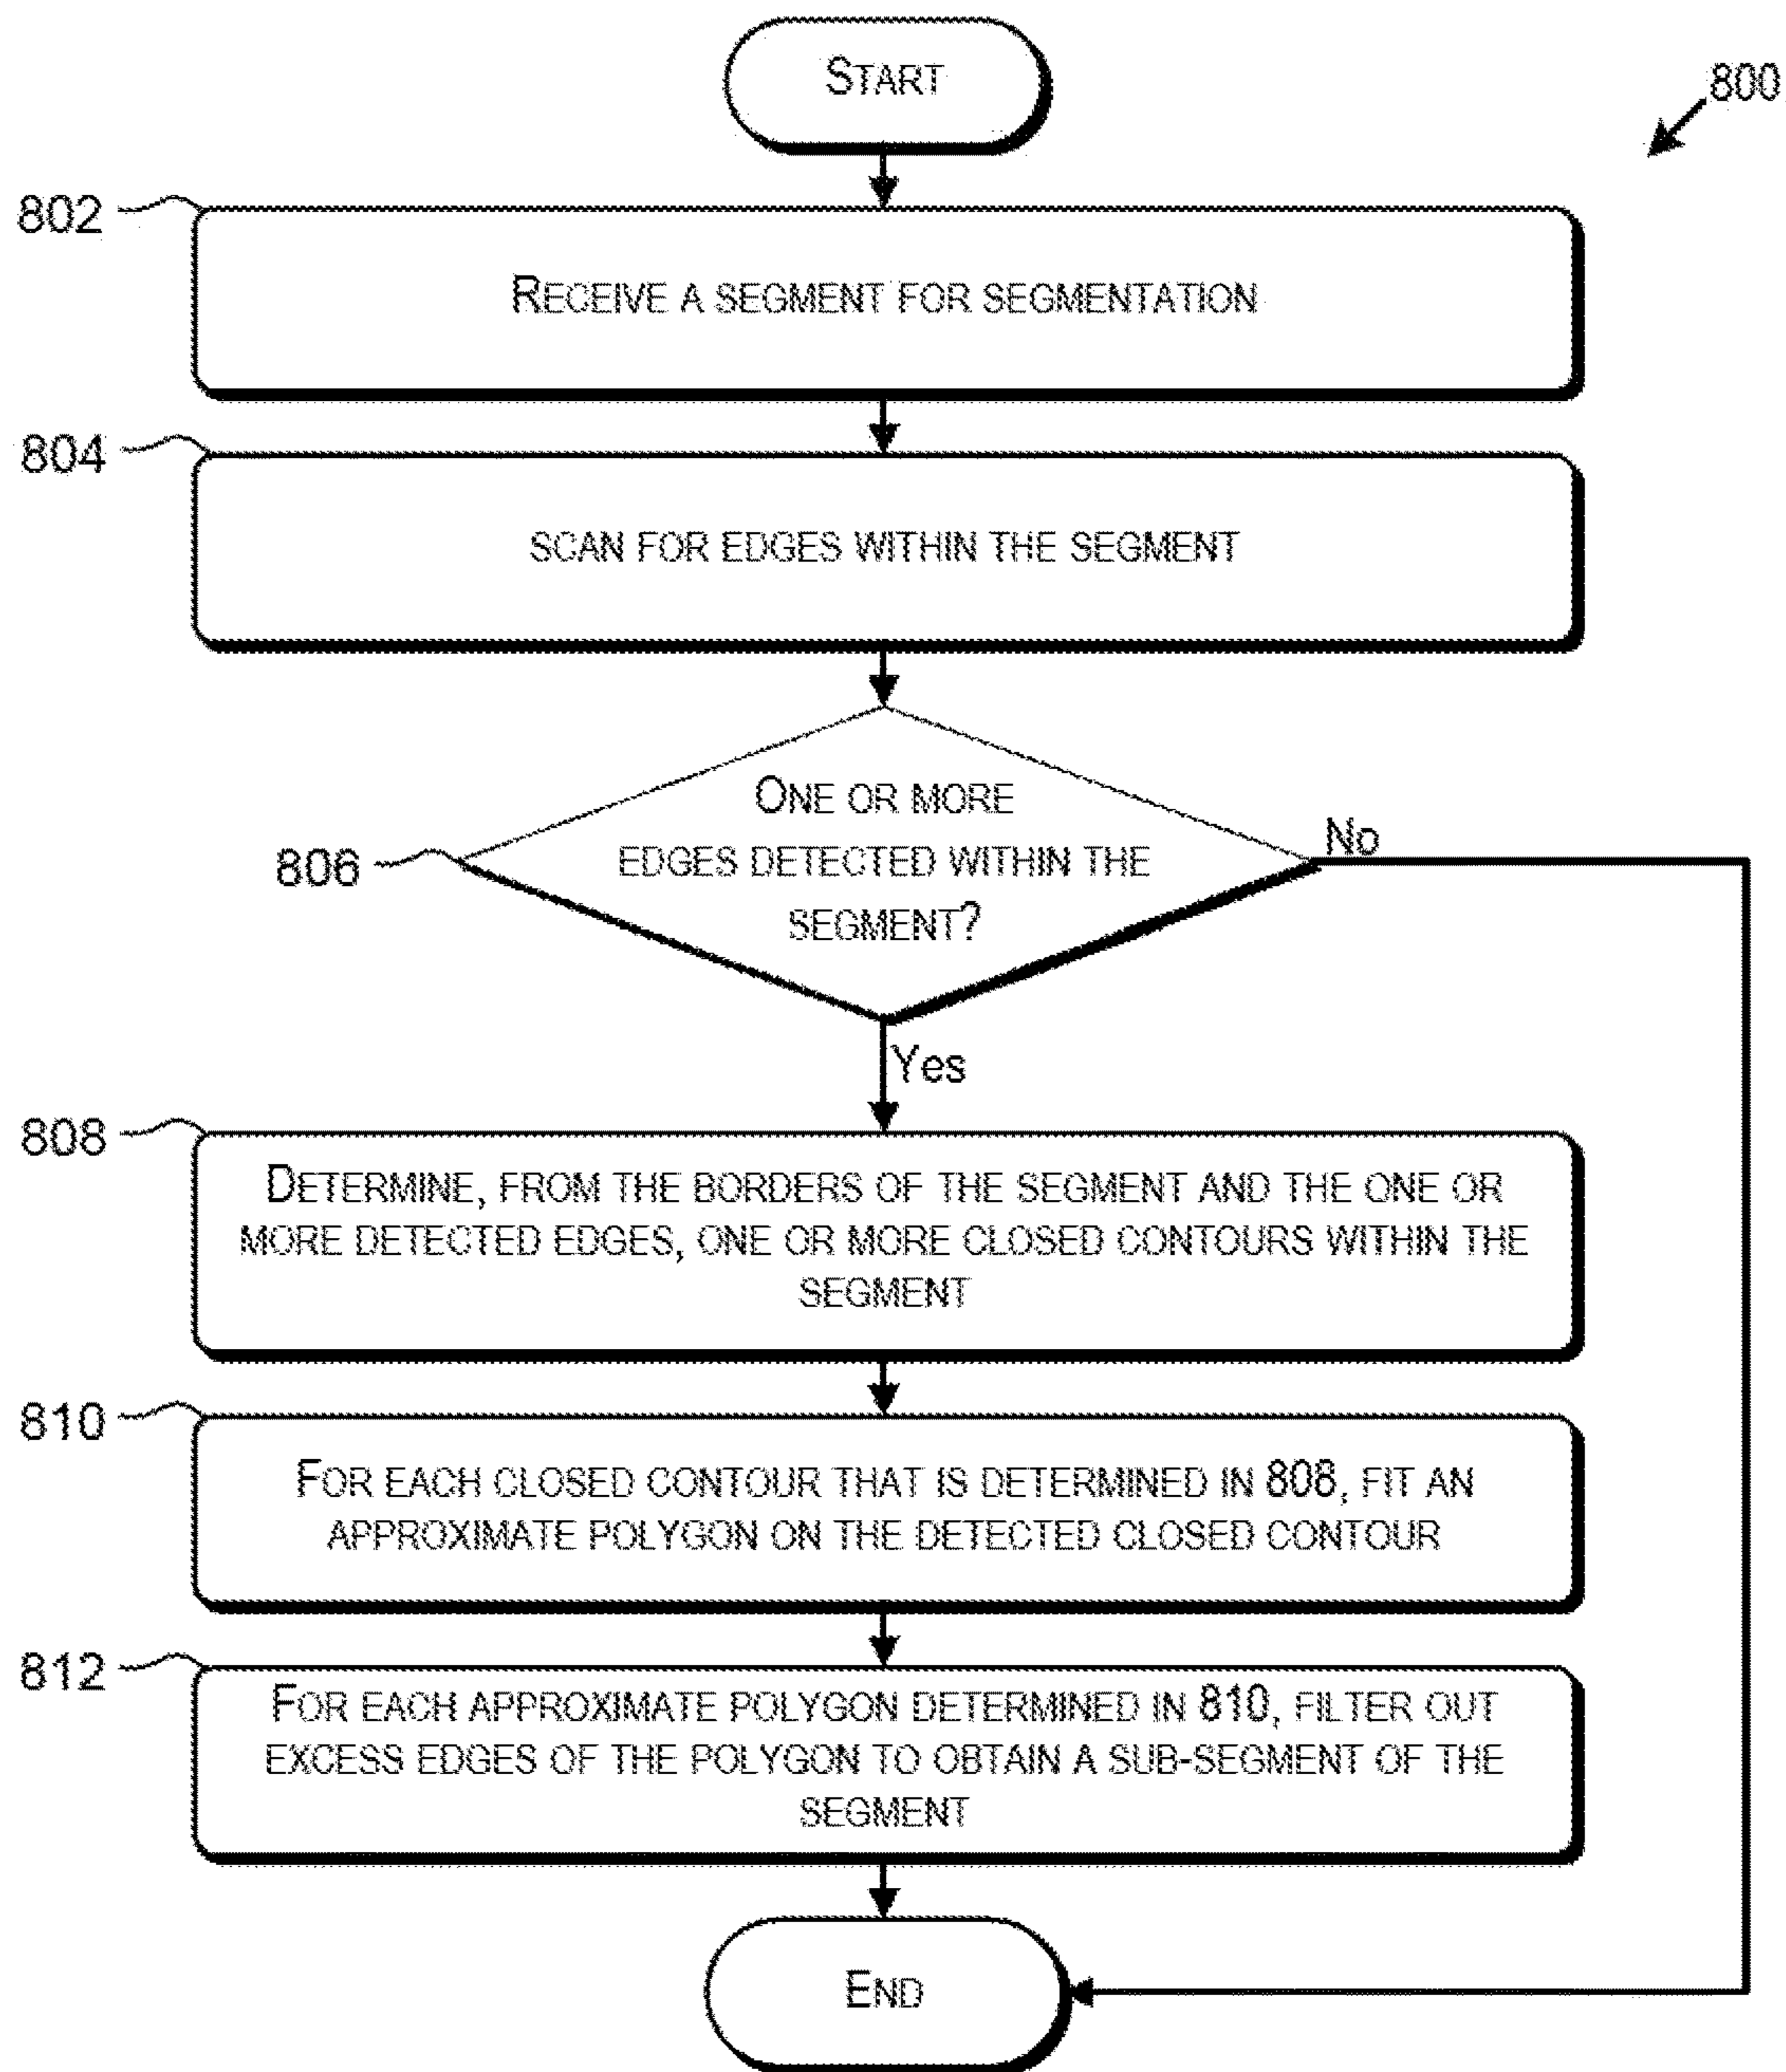 START
800
802
RECEIVE A SEGMENT FOR SEGMENTATION
804
SCAN FOR EDGES WITHIN THE SEGMENT
ONE OR MORE
EDGES DETECTED WITHIN THE
SEGMENT?
806
No
Yes
808
DETERMINE, FROM THE BORDERS OF THE SEGMENT AND THE ONE OR
MORE DETECTED EDGES, ONE OR MORE CLOSED CONTOURS WITHIN THE
SEGMENT
810
FOR EACH CLOSED CONTOUR THAT IS DETERMINED IN 808, FIT AN
APPROXIMATE POLYGON ON THE DETECTED CLOSED CONTOUR
812
FOR EACH APPROXIMATE POLYGON DETERMINED IN 810, FILTER OUT
EXCESS EDGES OF THE POLYGON TO OBTAIN A SUB-SEGMENT OF THE
SEGMENT
END